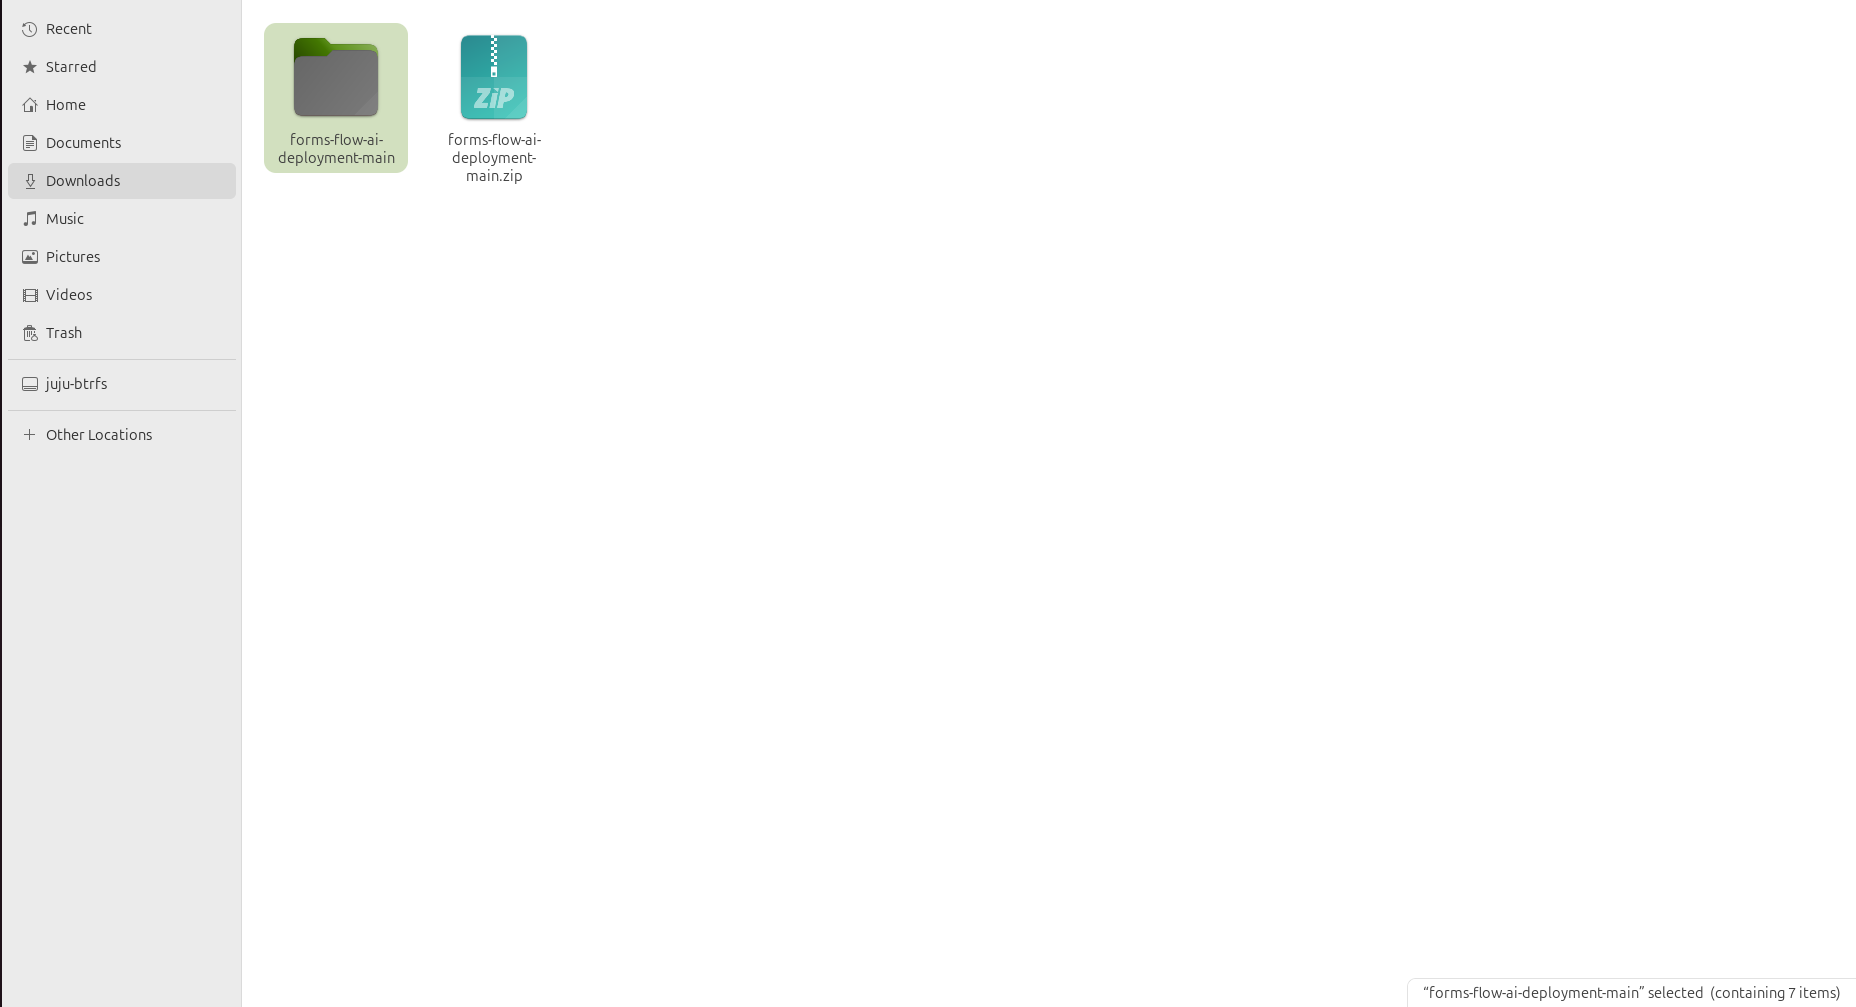 Recent
Starred
Home
Documents
Downloads
Music
Pictures
Videos
Trash
juju-btrfs
Other Locations
forms-flow-ai-
deployment-main
ZiP
forms-flow-ai-
deployment-
main.zip
“forms-flow-ai-deployment-main” selected (containing 7 items)